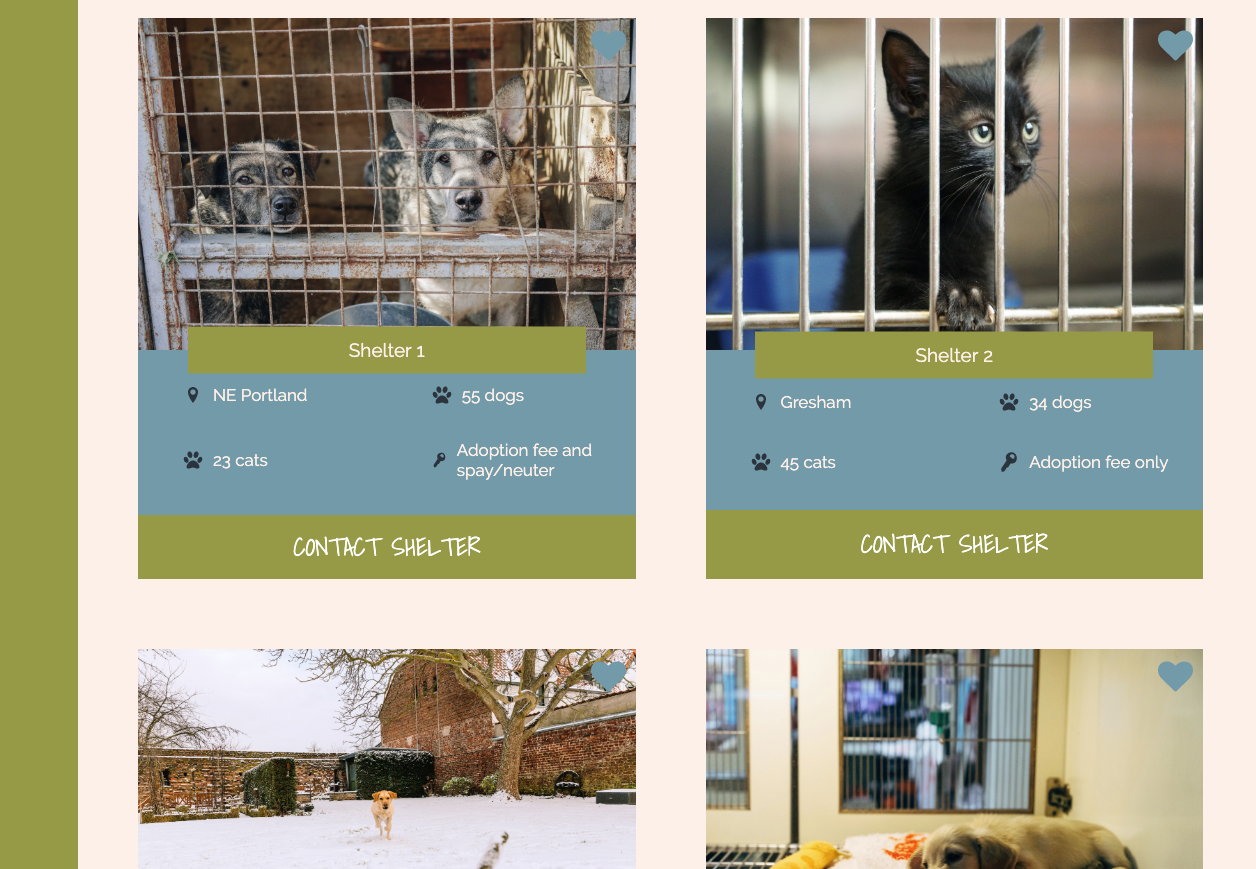 Shelter 1
NE Portland
55 dogs
23 cats
Adoption fee and
spay/neuter
CONTACT SHELTER
Shelter 2
Gresham
34 dogs
45 cats
Adoption fee only
CONTACT SHELTER